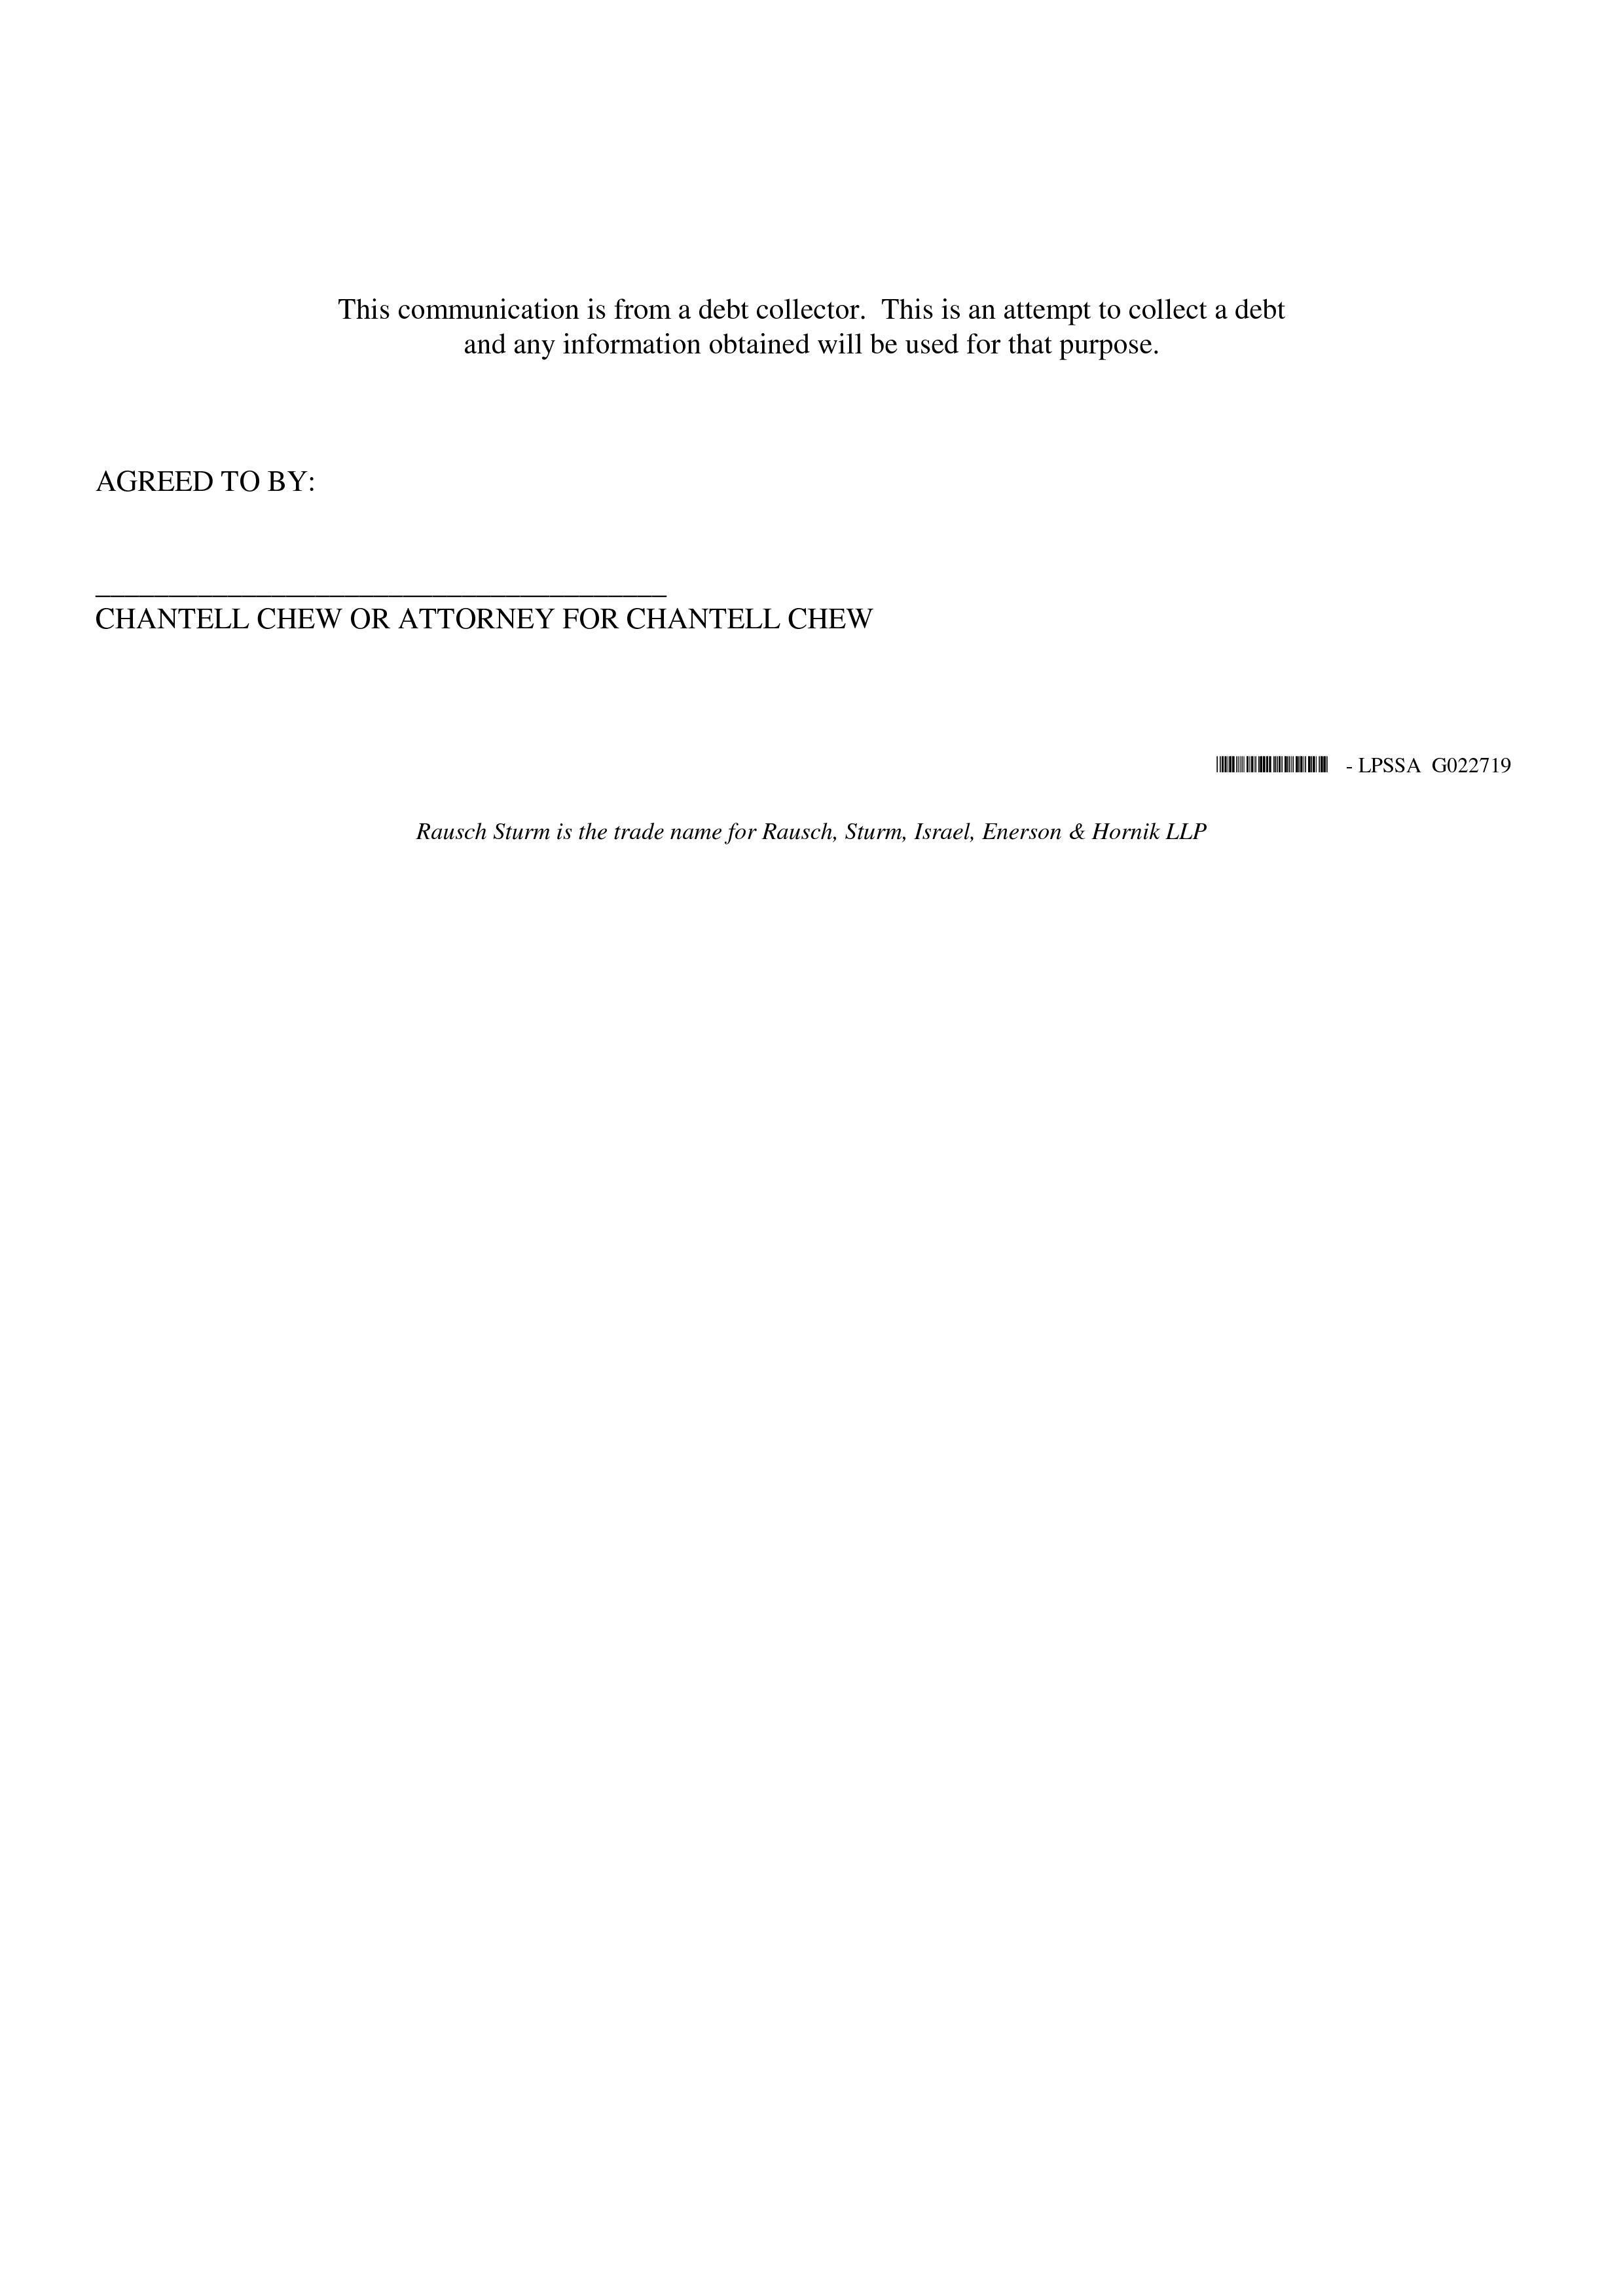 This communication is from a debt collector.  This is an attempt to collect a debt
and any information obtained will be used for that purpose.
AGREED TO BY:
_______________________________________
CHANTELL CHEW OR ATTORNEY FOR CHANTELL CHEW
- LPSSA  G022719
Rausch Sturm is the trade name for Rausch, Sturm, Israel, Enerson & Hornik LLP